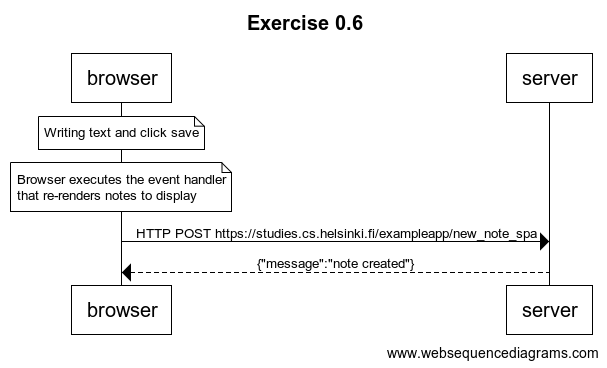 Exercise 0.6
browser
server
Writing text and click save
Browser executes the event handler
that re-renders notes to display
HTTP POST https://studies.cs.helsinki.fi/exampleapp/new_note_spa
{"message":"note created"}
browser
server
www.websequencediagrams.com